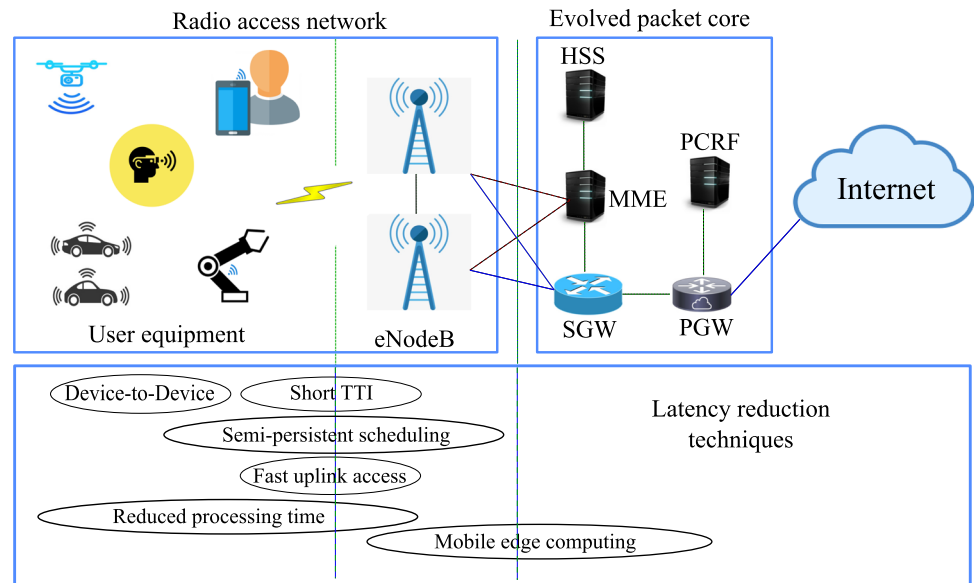 Radio access network
Evolved packet core
HSS
PCRF
MME
Internet
SGW
PGW
User equipment
eNodeB
Device-to-Device
Short TTI
Semi-persistent scheduling
Fast uplink access
Reduced processing time
Mobile edge computing
Latency reduction
techniques